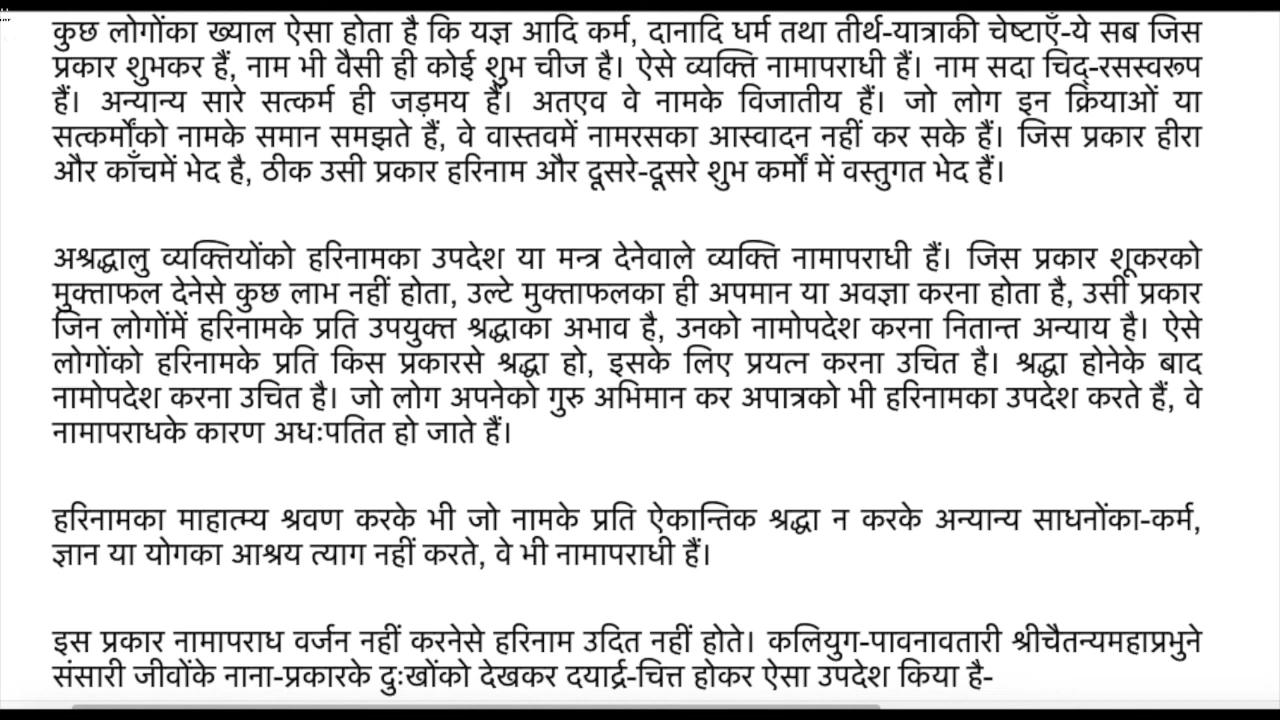 कुछ लोगोंका ख्याल ऐसा होता है कि यज्ञ आदि कर्म, दानादि धर्म तथा तीर्थ-यात्राकी चेष्टाएँ-ये सब जिस
प्रकार शुभकर हैं, नाम भी वैसी ही कोई शुभ चीज है। ऐसे व्यक्ति नामापराधी हैं। नाम सदा चिद्-रसस्वरूप
हैं। अन्यान्य सारे सत्कर्म ही जड़मय हैं। अतएव वे नामके विजातीय हैं। जो लोग इन क्रियाओं या
सत्कर्मोंको नामके समान समझते हैं, वे वास्तवमें नामरसका आस्वादन नहीं कर सके हैं। जिस प्रकार हीरा
और काँचमें भेद है, ठीक उसी प्रकार हरिनाम और दूसरे-दूसरे शुभ कर्मों में वस्तुगत भेद हैं।
अश्रद्धालु व्यक्तियोंको हरिनामका उपदेश या मन्त्र देनेवाले व्यक्ति नामापराधी हैं। जिस प्रकार शूकरको
मुक्ताफल देनेसे कुछ लाभ नहीं होता, उल्टे मुक्ताफलका ही अपमान या अवज्ञा करना होता है, उसी प्रकार
जिन लोगोंमें हरिनामके प्रति उपयुक्त श्रद्धाका अभाव है, उनको नामोपदेश करना नितान्त अन्याय है। ऐसे
लोगोंको हरिनामके प्रति किस प्रकारसे श्रद्धा हो, इसके लिए प्रयत्न करना उचित है। श्रद्धा होनेके बाद
नामोपदेश करना उचित है। जो लोग अपनेको गुरु अभिमान कर अपात्रको भी हरिनामका उपदेश करते हैं, वे
नामापराधके कारण अधःपतित हो जाते हैं।
हरिनामका माहात्म्य श्रवण करके भी जो नामके प्रति ऐकान्तिक श्रद्धा न करके अन्यान्य साधनोंका-कर्म,
ज्ञान या योगका आश्रय त्याग नहीं करते, वे भी नामापराधी हैं।
इस प्रकार नामापराध वर्जन नहीं करनेसे हरिनाम उदित नहीं होते। कलियुग-पावनावतारी श्रीचैतन्यमहाप्रभुने
संसारी जीवोंके नाना-प्रकारके दुःखोंको देखकर दयार्द्र-चित्त होकर ऐसा उपदेश किया है-